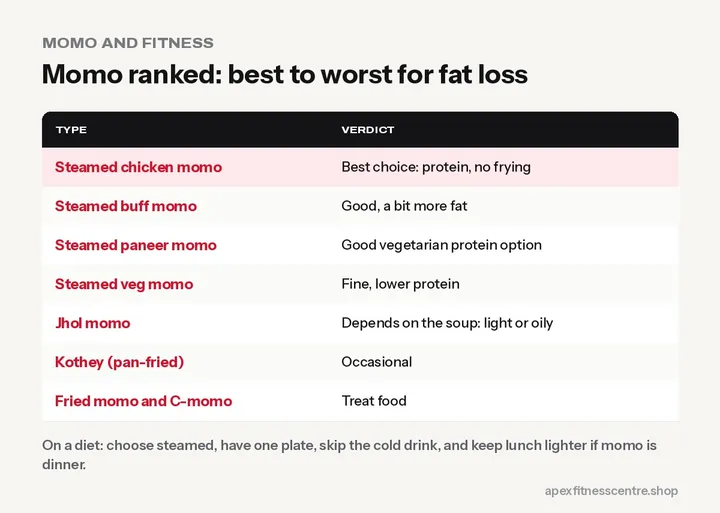 MOMO AND FITNESS
Momo ranked: best to worst for fat loss
TYPE VERDICT
Steamed chicken momo Best choice: protein, no frying
Steamed buff momo Good, a bit more fat
Steamed paneer momo Good vegetarian protein option
Steamed veg momo Fine, lower protein
Jhol momo Depends on the soup: light or oily
Kothey (pan-fried) Occasional
Fried momo and C-momo Treat food
On a diet: choose steamed, have one plate, skip the cold drink, and keep lunch lighter if momo is
dinner.
apexfitnesscentre.shop